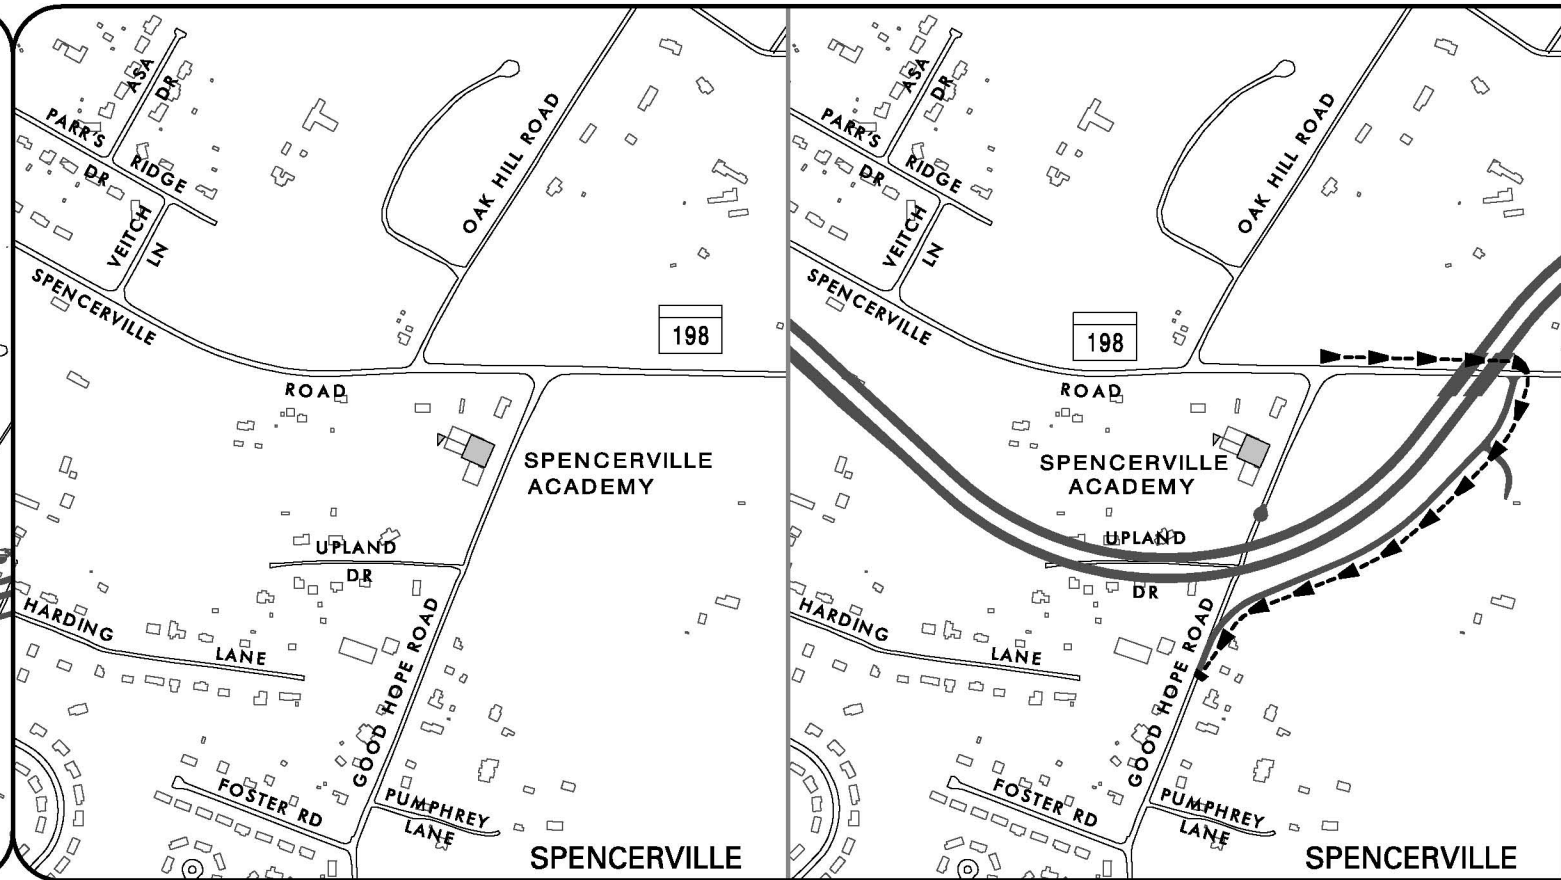 ASA
DR
PARR'S
RIDGE
DR
VEITCH
LN
OAK HILL ROAD
SPENCERVILLE
198
ROAD
SPENCERVILLE
ACADEMY
UPLAND
DR
HARDING
LANE
GOOD HOPE ROAD
FOSTER RD
PUMPHREY
LANE
SPENCERVILLE
ASA
DR
PARR'S
RIDGE
DR
VEITCH
LN
OAK HILL ROAD
SPENCERVILLE
198
ROAD
SPENCERVILLE
ACADEMY
UPLAND
DR
HARDING
LANE
GOOD HOPE ROAD
FOSTER RD
PUMPHREY
LANE
SPENCERVILLE